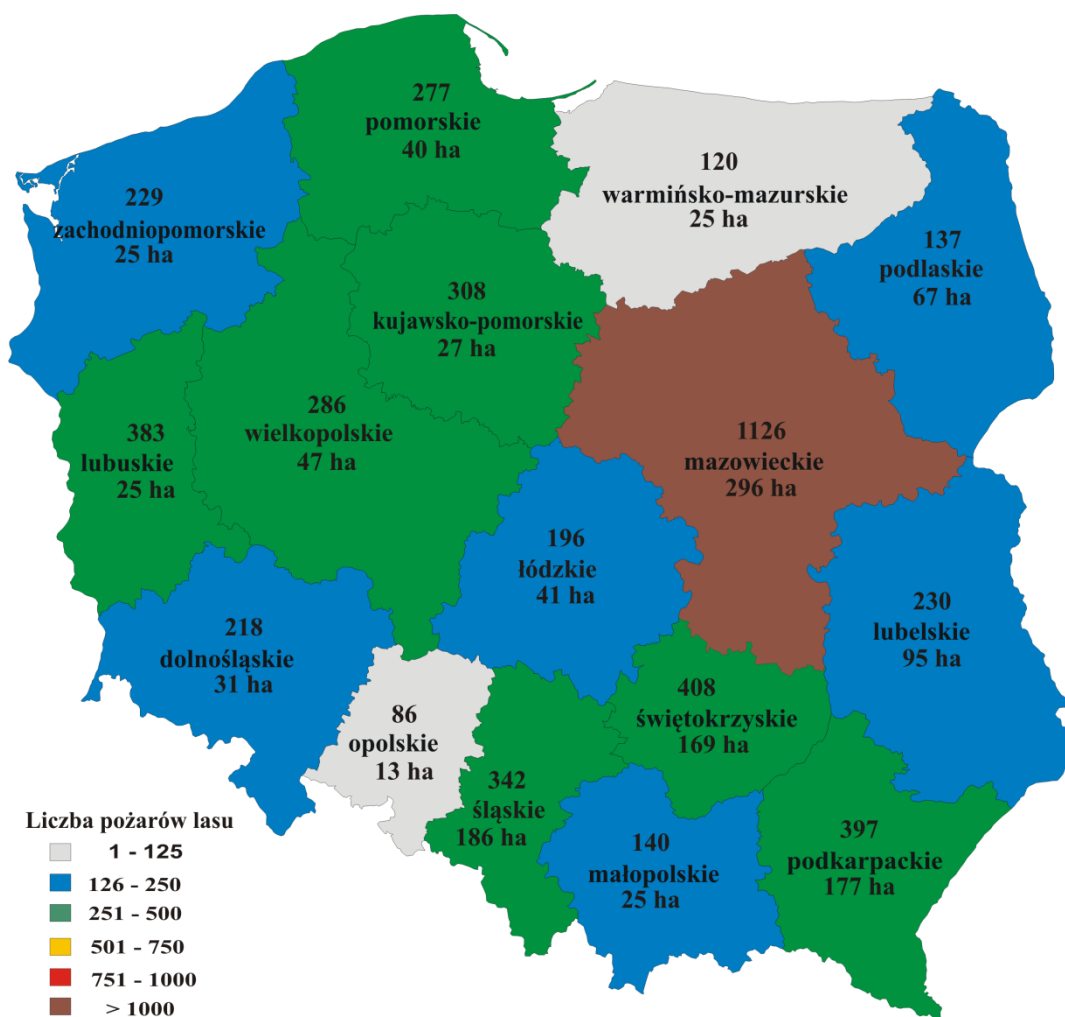 277
pomorskie
40 ha
120
warmińsko-mazurskie
25 ha
229
zachodniopomorskie
25 ha
137
podlaskie
67 ha
308
kujawsko-pomorskie
27 ha
286
wielkopolskie
47 ha
383
lubuskie
25 ha
1126
mazowieckie
296 ha
196
łódzkie
41 ha
230
lubelskie
95 ha
218
dolnośląskie
31 ha
408
świętokrzyskie
169 ha
86
opolskie
13 ha
342
śląskie
186 ha
140
małopolskie
25 ha
397
podkarpackie
177 ha
Liczba pożarów lasu
1 - 125
126 - 250
251 - 500
501 - 750
751 - 1000
> 1000